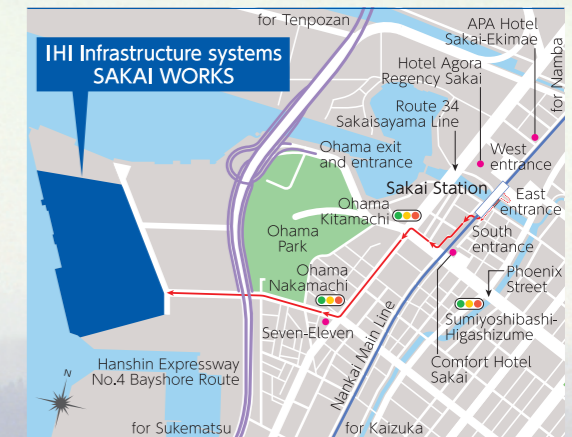 for Tenpozan
APA Hotel
Sakai-Ekimae
for Namba
IHI Infrastructure systems
SAKAI WORKS
Hotel Agora
Regency Sakai
Route 34
Sakaisayama Line
Ohama exit
and entrance
West
entrance
Sakai Station
East
entrance
Ohama
Kitamachi
South
entrance
Ohama
Park
Ohama
Nakamachi
Phoenix
Street
Seven-Eleven
Sumiyoshibashi-
Higashizume
Nankai Main Line
Hanshin Expressway
No.4 Bayshore Route
Comfort Hotel
Sakai
N
for Sukematsu
for Kaizuka